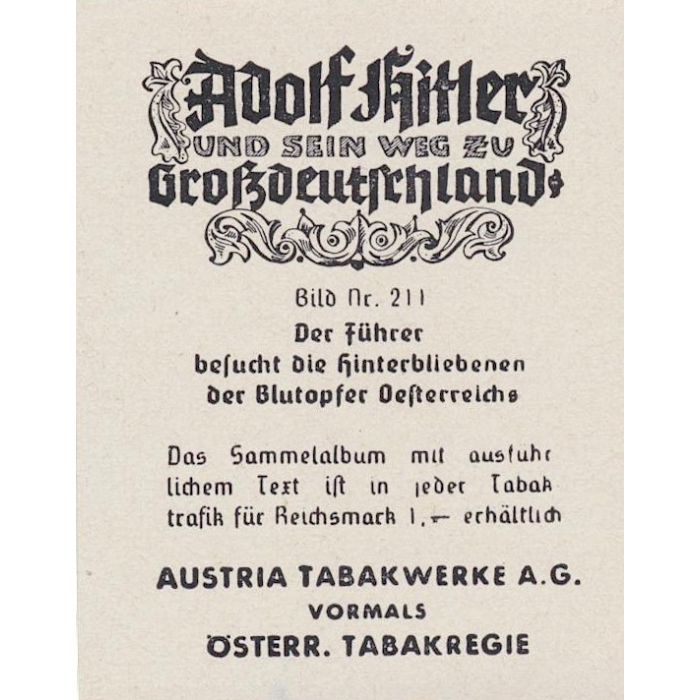 Adolf Hitler
UND SEIN WEG ZU
Großdeutschland
Bild Nr. 211
Der Führer
besucht die Hinterbliebenen
der Blutopfer Oesterreichs
Das Sammelalbum mit ausfuhr
lichem Text ist in jeder Tabak
trafik für Reichsmark 1,— erhältlich
AUSTRIA TABAKWERKE A.G.
VORMALS
ÖSTERR. TABAKREGIE